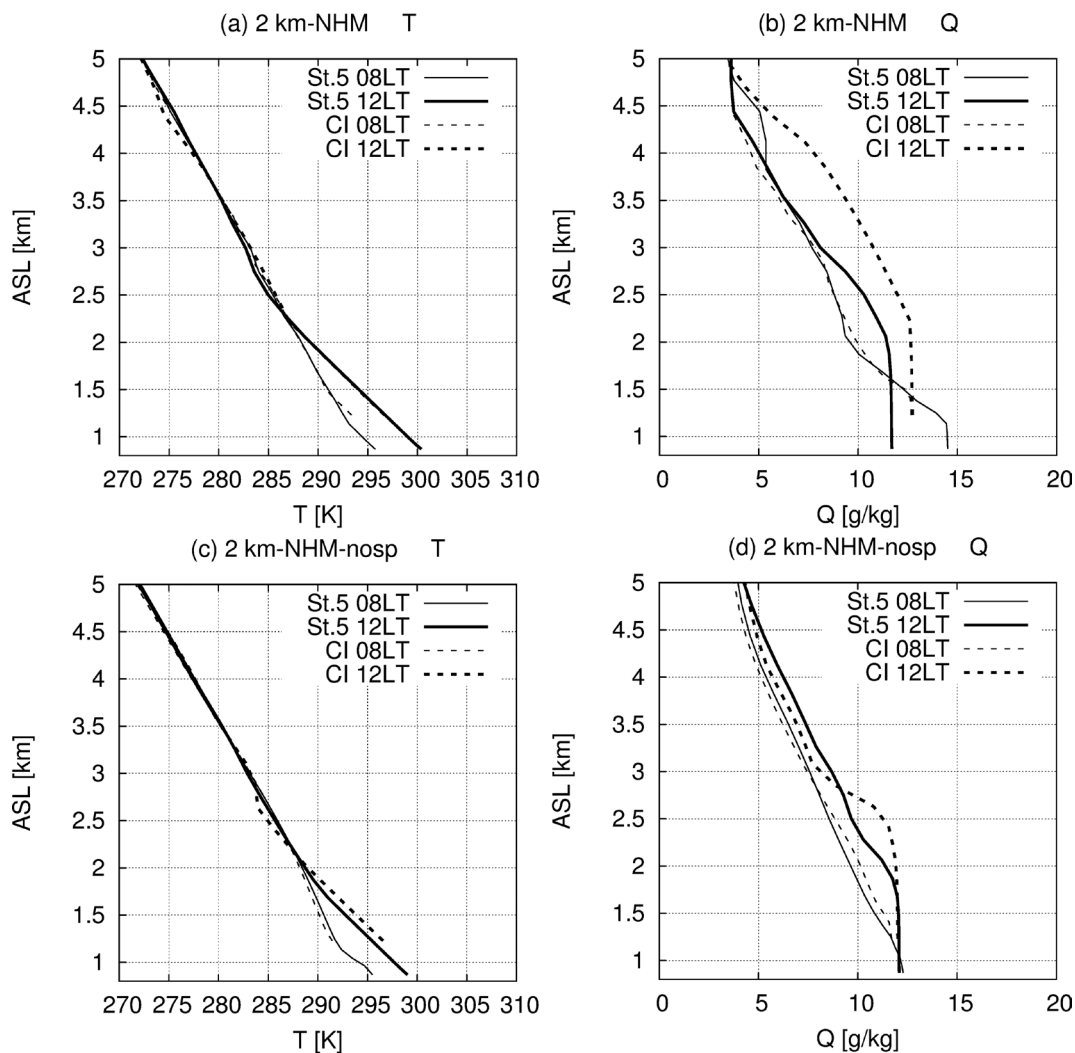 (a) 2 km-NHM T
5
4.5
4
3.5
3
2.5
2
1.5
1
ASL [km]
St.5 08LT
St.5 12LT
CI 08LT
CI 12LT
270 275 280 285 290 295 300 305 310
T [K]
(b) 2 km-NHM Q
5
4.5
4
3.5
3
2.5
2
1.5
1
ASL [km]
St.5 08LT
St.5 12LT
CI 08LT
CI 12LT
0 5 10 15 20
Q [g/kg]
(c) 2 km-NHM-nosp T
5
4.5
4
3.5
3
2.5
2
1.5
1
ASL [km]
St.5 08LT
St.5 12LT
CI 08LT
CI 12LT
270 275 280 285 290 295 300 305 310
T [K]
(d) 2 km-NHM-nosp Q
5
4.5
4
3.5
3
2.5
2
1.5
1
ASL [km]
St.5 08LT
St.5 12LT
CI 08LT
CI 12LT
0 5 10 15 20
Q [g/kg]